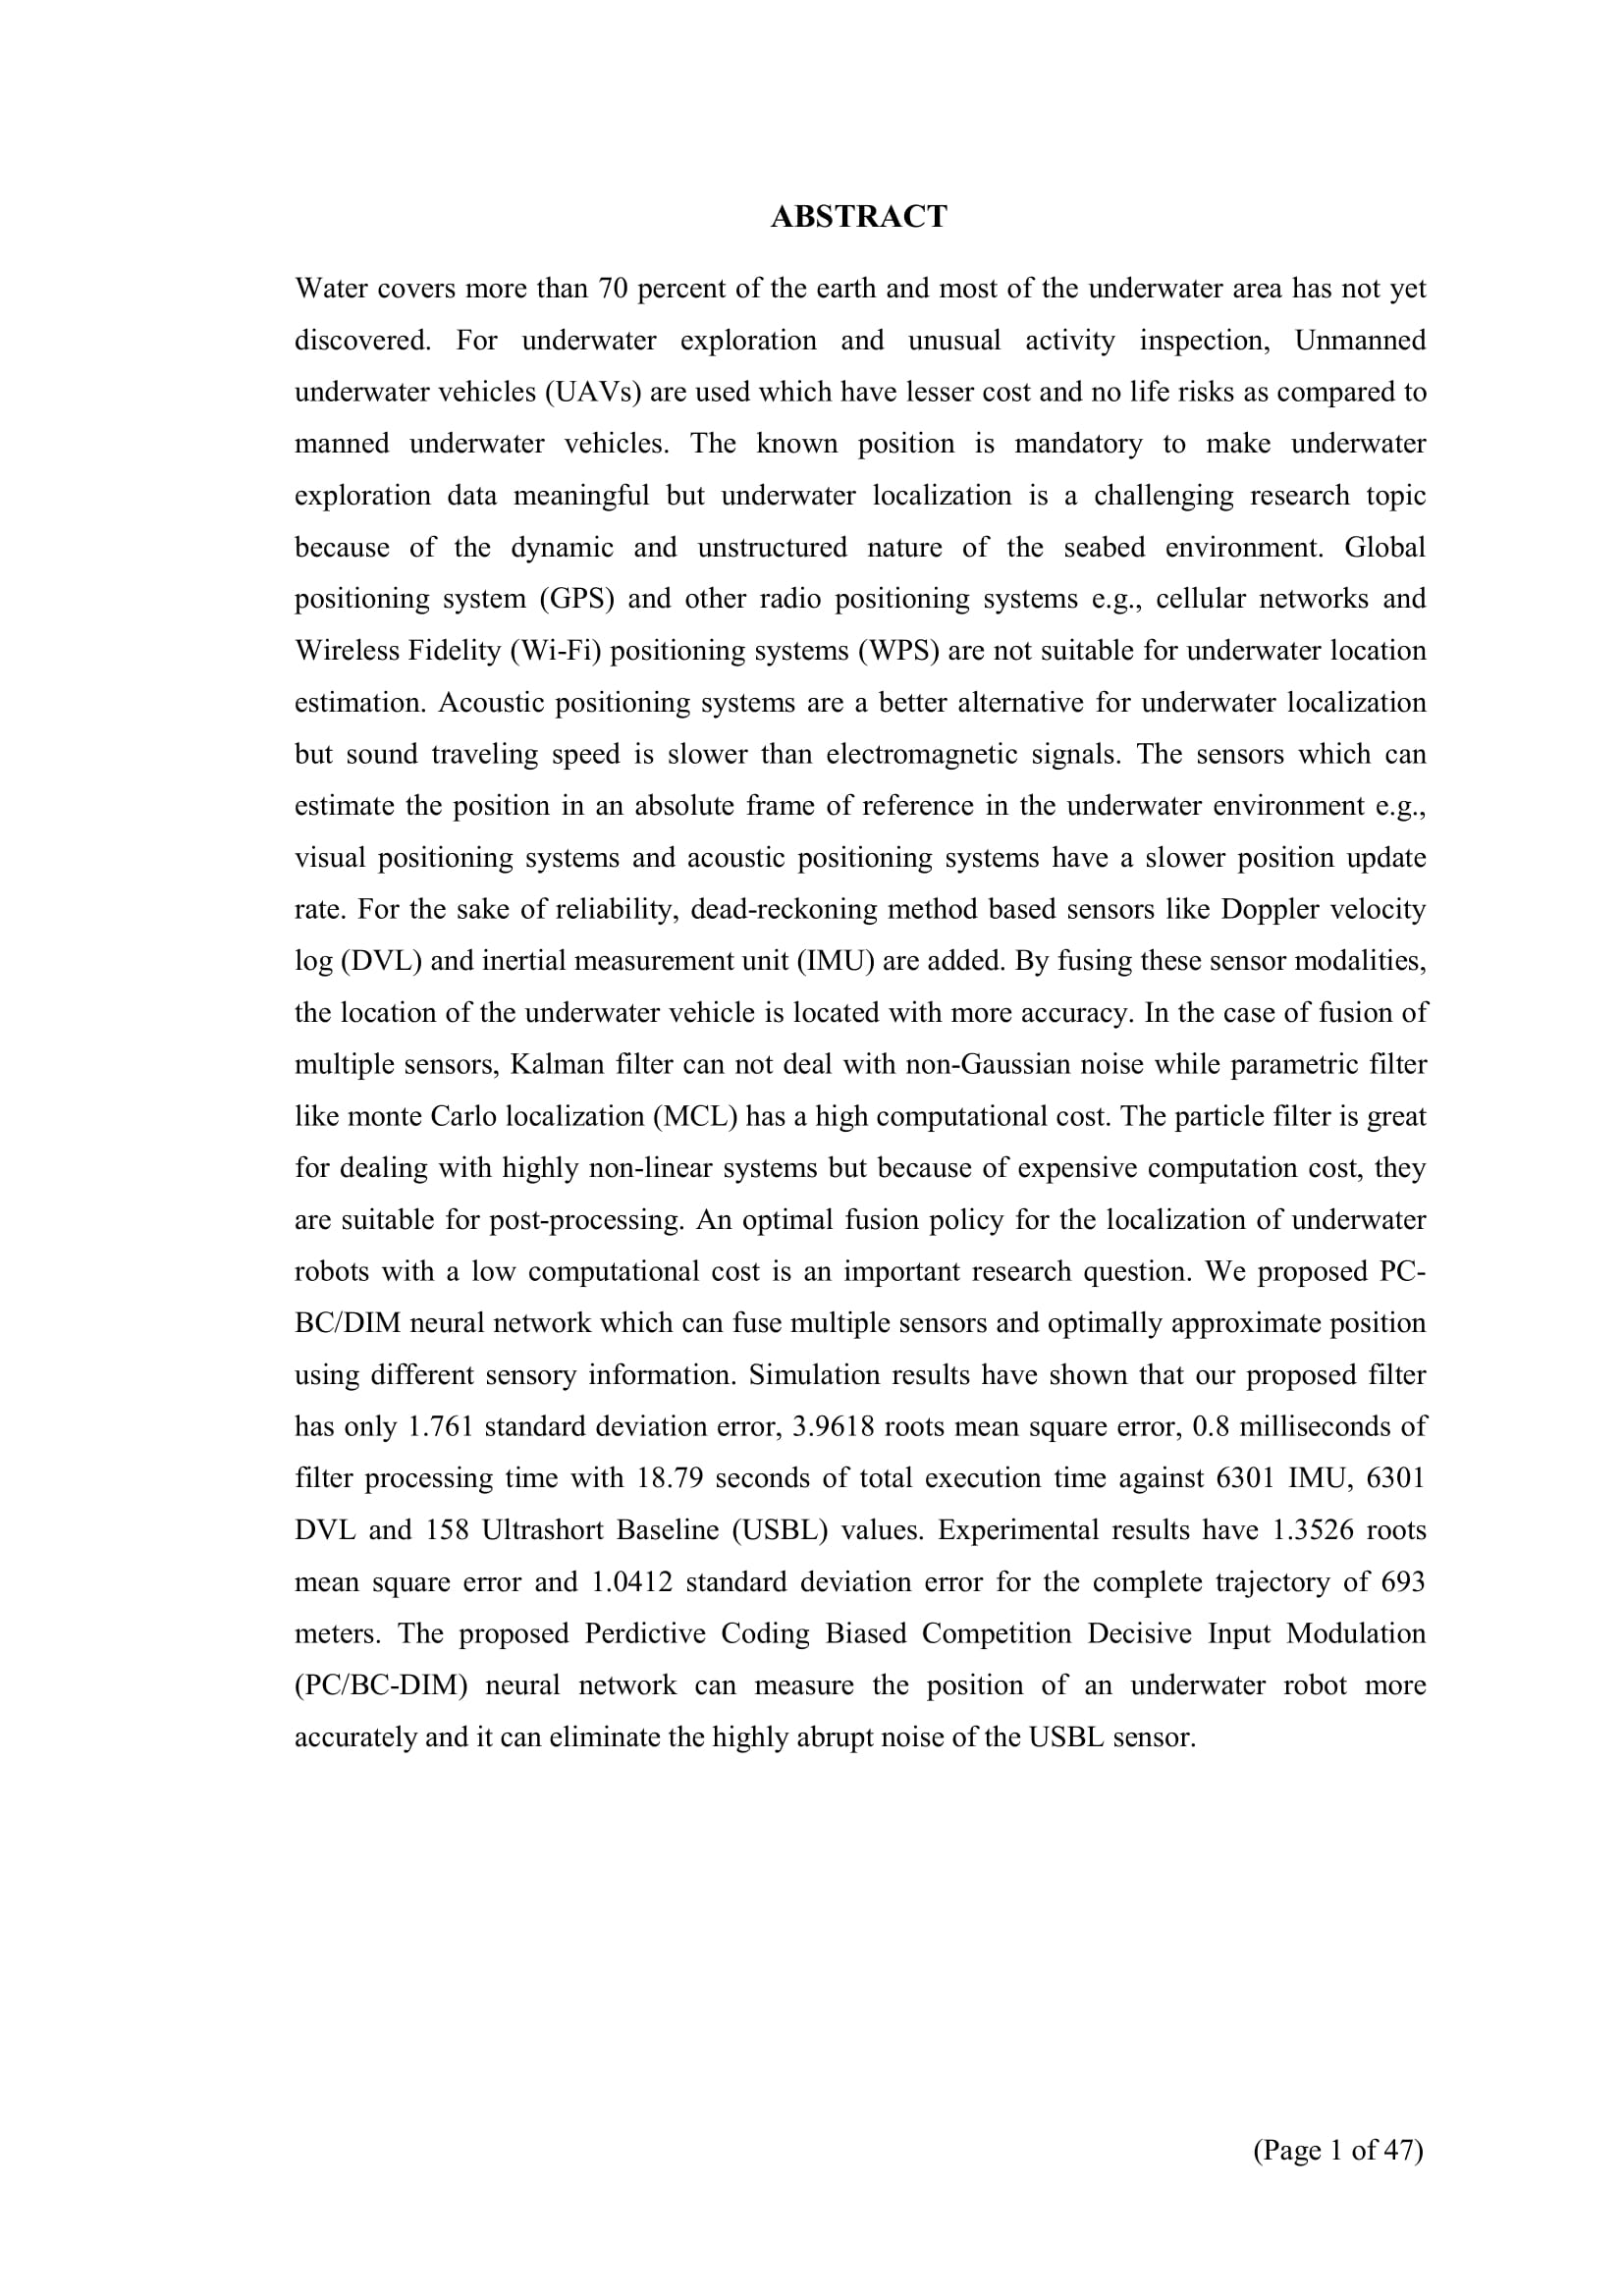 ABSTRACT
Water covers more than 70 percent of the earth and most of the underwater area has not yet
discovered. For underwater exploration and unusual activity inspection, Unmanned
underwater vehicles (UAVs) are used which have lesser cost and no life risks as compared to
manned underwater vehicles. The known position is mandatory to make underwater
exploration data meaningful but underwater localization is a challenging research topic
because of the dynamic and unstructured nature of the seabed environment. Global
positioning system (GPS) and other radio positioning systems e.g., cellular networks and
Wireless Fidelity (Wi-Fi) positioning systems (WPS) are not suitable for underwater location
estimation. Acoustic positioning systems are a better alternative for underwater localization
but sound traveling speed is slower than electromagnetic signals. The sensors which can
estimate the position in an absolute frame of reference in the underwater environment e.g.,
visual positioning systems and acoustic positioning systems have a slower position update
rate. For the sake of reliability, dead-reckoning method based sensors like Doppler velocity
log (DVL) and inertial measurement unit (IMU) are added. By fusing these sensor modalities,
the location of the underwater vehicle is located with more accuracy. In the case of fusion of
multiple sensors, Kalman filter can not deal with non-Gaussian noise while parametric filter
like monte Carlo localization (MCL) has a high computational cost. The particle filter is great
for dealing with highly non-linear systems but because of expensive computation cost, they
are suitable for post-processing. An optimal fusion policy for the localization of underwater
robots with a low computational cost is an important research question. We proposed PC-
BC/DIM neural network which can fuse multiple sensors and optimally approximate position
using different sensory information. Simulation results have shown that our proposed filter
has only 1.761 standard deviation error, 3.9618 roots mean square error, 0.8 milliseconds of
filter processing time with 18.79 seconds of total execution time against 6301 IMU, 6301
DVL and 158 Ultrashort Baseline (USBL) values. Experimental results have 1.3526 roots
mean square error and 1.0412 standard deviation error for the complete trajectory of 693
meters. The proposed Perdictive Coding Biased Competition Decisive Input Modulation
(PC/BC-DIM) neural network can measure the position of an underwater robot more
accurately and it can eliminate the highly abrupt noise of the USBL sensor.
(Page 1 of 47)